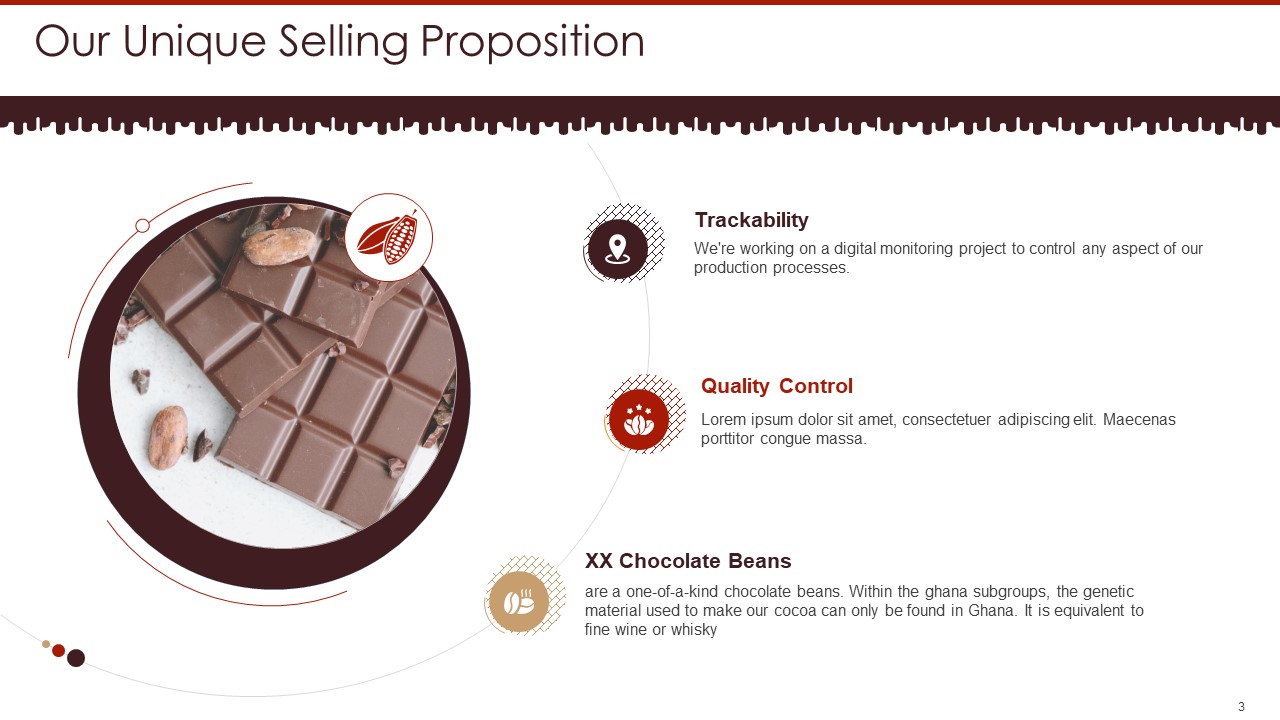 Our Unique Selling Proposition
Trackability
We're working on a digital monitoring project to control any aspect of our
production processes.
Quality Control
Lorem ipsum dolor sit amet, consectetuer adipiscing elit. Maecenas
porttitor congue massa.
XX Chocolate Beans
are a one-of-a-kind chocolate beans. Within the ghana subgroups, the genetic
material used to make our cocoa can only be found in Ghana. It is equivalent to
fine wine or whisky
3